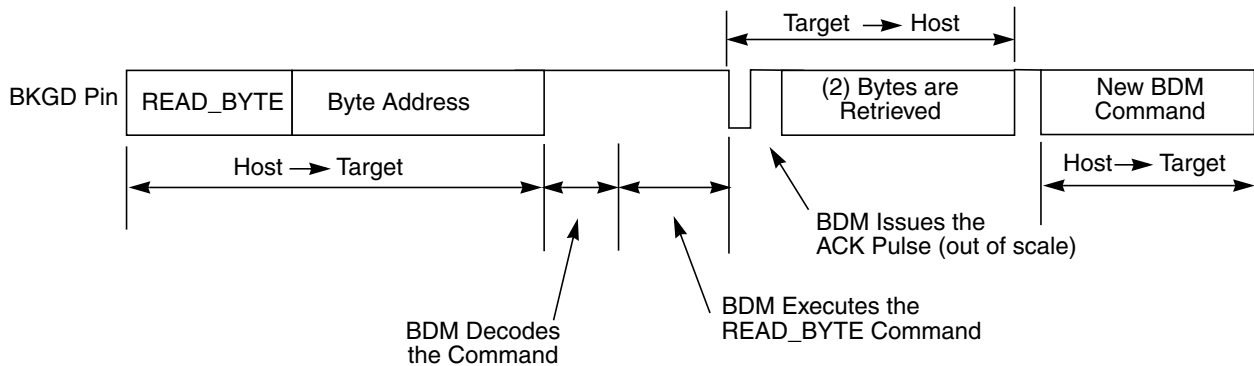 Target → Host
BKGD Pin
READ_BYTE
Byte Address
(2) Bytes are
Retrieved
New BDM
Command
Host → Target
Host → Target
BDM Issues the
ACK Pulse (out of scale)
BDM Decodes
the Command
BDM Executes the
READ_BYTE Command